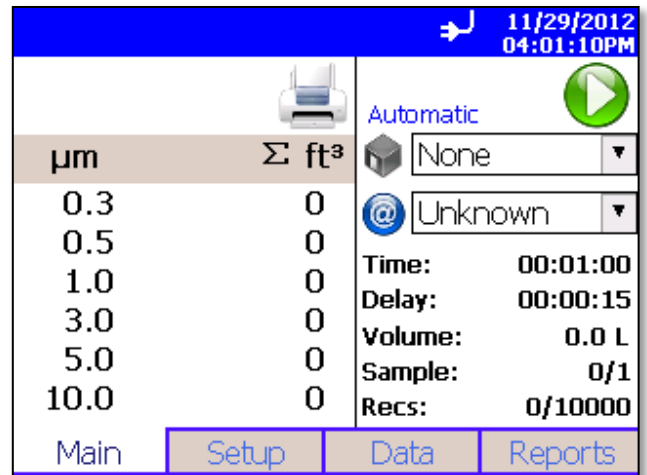 11/29/2012
04:01:10PM
Automatic
µm Σ ft³
None
0.3 0
Unknown
0.5 0
1.0 0
3.0 0
5.0 0
10.0 0
Time: 00:01:00
Delay: 00:00:15
Volume: 0.0 L
Sample: 0/1
Recs: 0/10000
Main Setup Data Reports